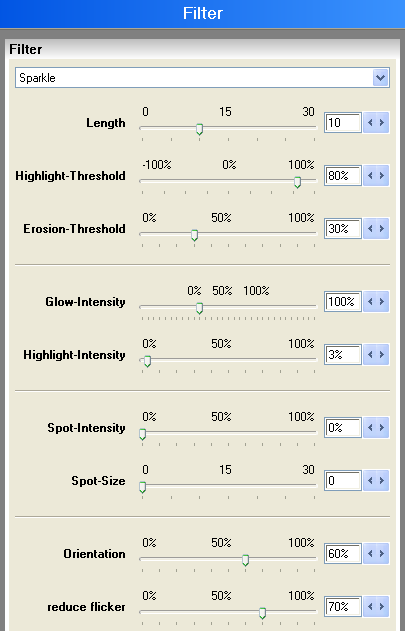 Filter
Filter
Sparkle
0 15 30
Length 10
-100% 0% 100%
Highlight-Threshold 80%
0% 50% 100%
Erosion-Threshold 30%
0% 50% 100%
Glow-Intensity 100%
0% 50% 100%
Highlight-Intensity 3%
0% 50% 100%
Spot-Intensity 0%
0 15 30
Spot-Size 0
0% 50% 100%
Orientation 60%
0% 50% 100%
reduce flicker 70%